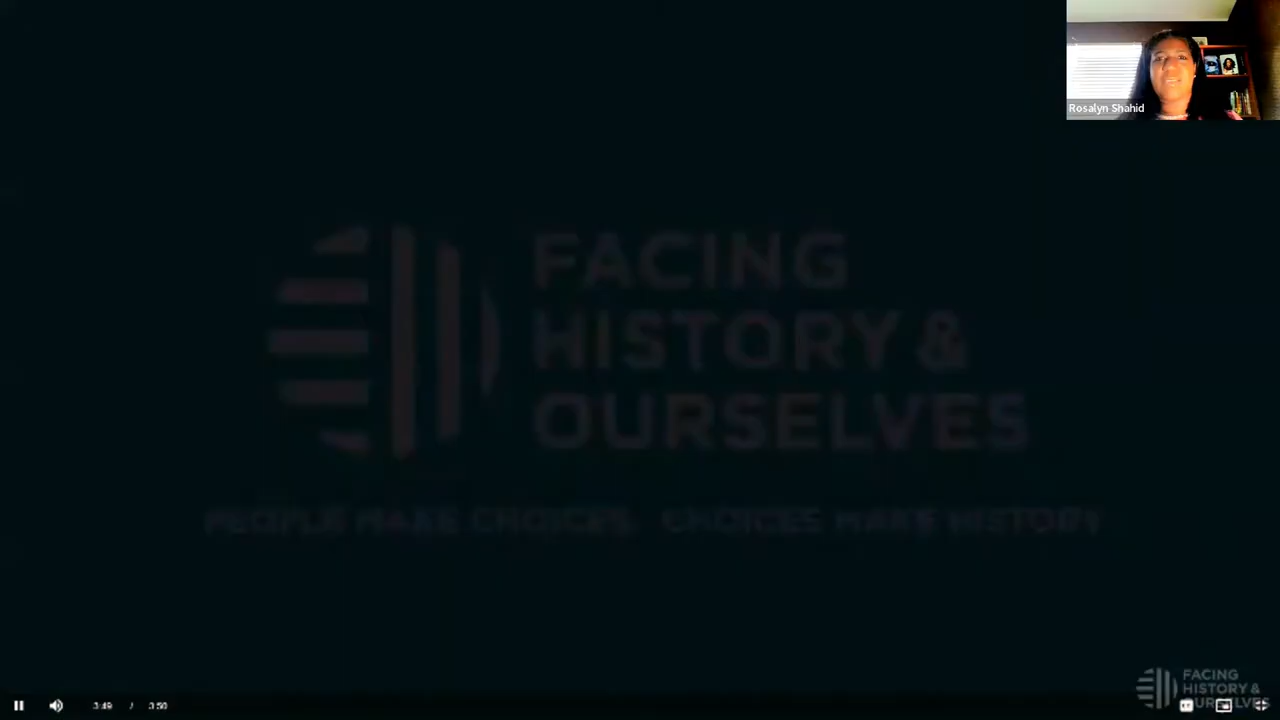 Rosalyn Shahid
FACING
HISTORY &
OURSELVES
PEOPLE MAKE CHOICES. CHOICES MAKE HISTORY
3:49 / 3:50
FACING
HISTORY &
OURSELVES